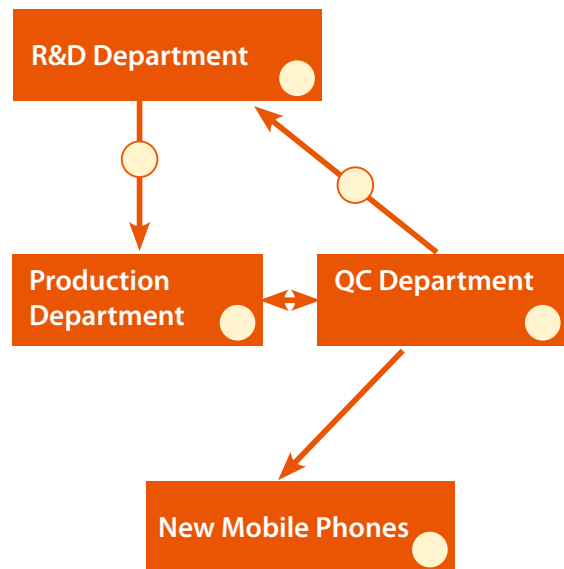 R&D Department
Production
Department
QC Department
New Mobile Phones